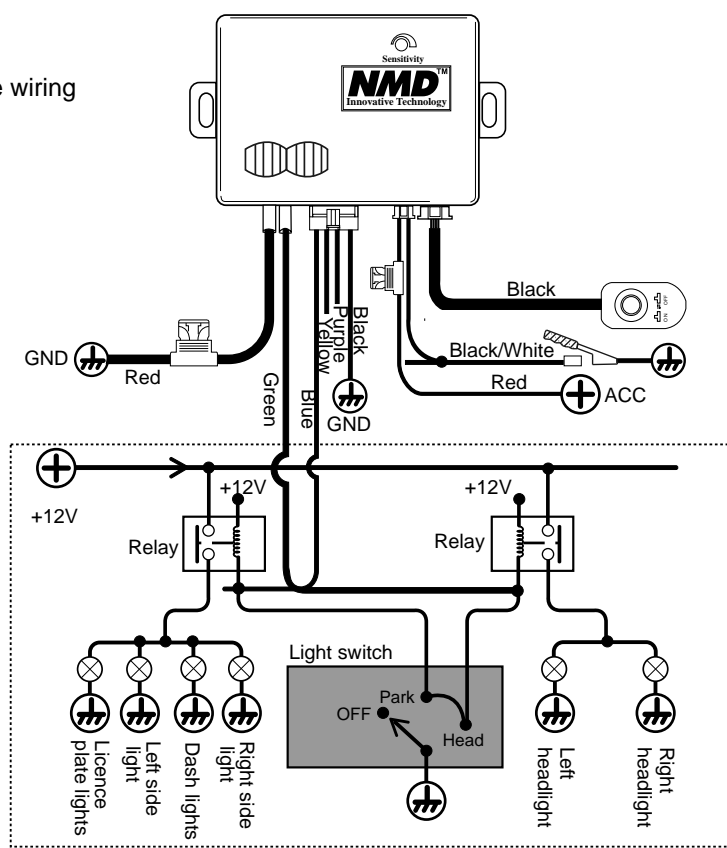 Sensitivity
e wiring
NMD™
Innovative Technology
Black
OFF
ON
GND
Red
Black/White
Red
ACC
Green
Blue
Yellow
Purple
Black
GND
+12V
+12V
+12V
Relay
Relay
Light switch
Park
OFF
Head
Licence
plate lights
Left side
light
Dash lights
Right side
light
Left
headlight
Right
headlight